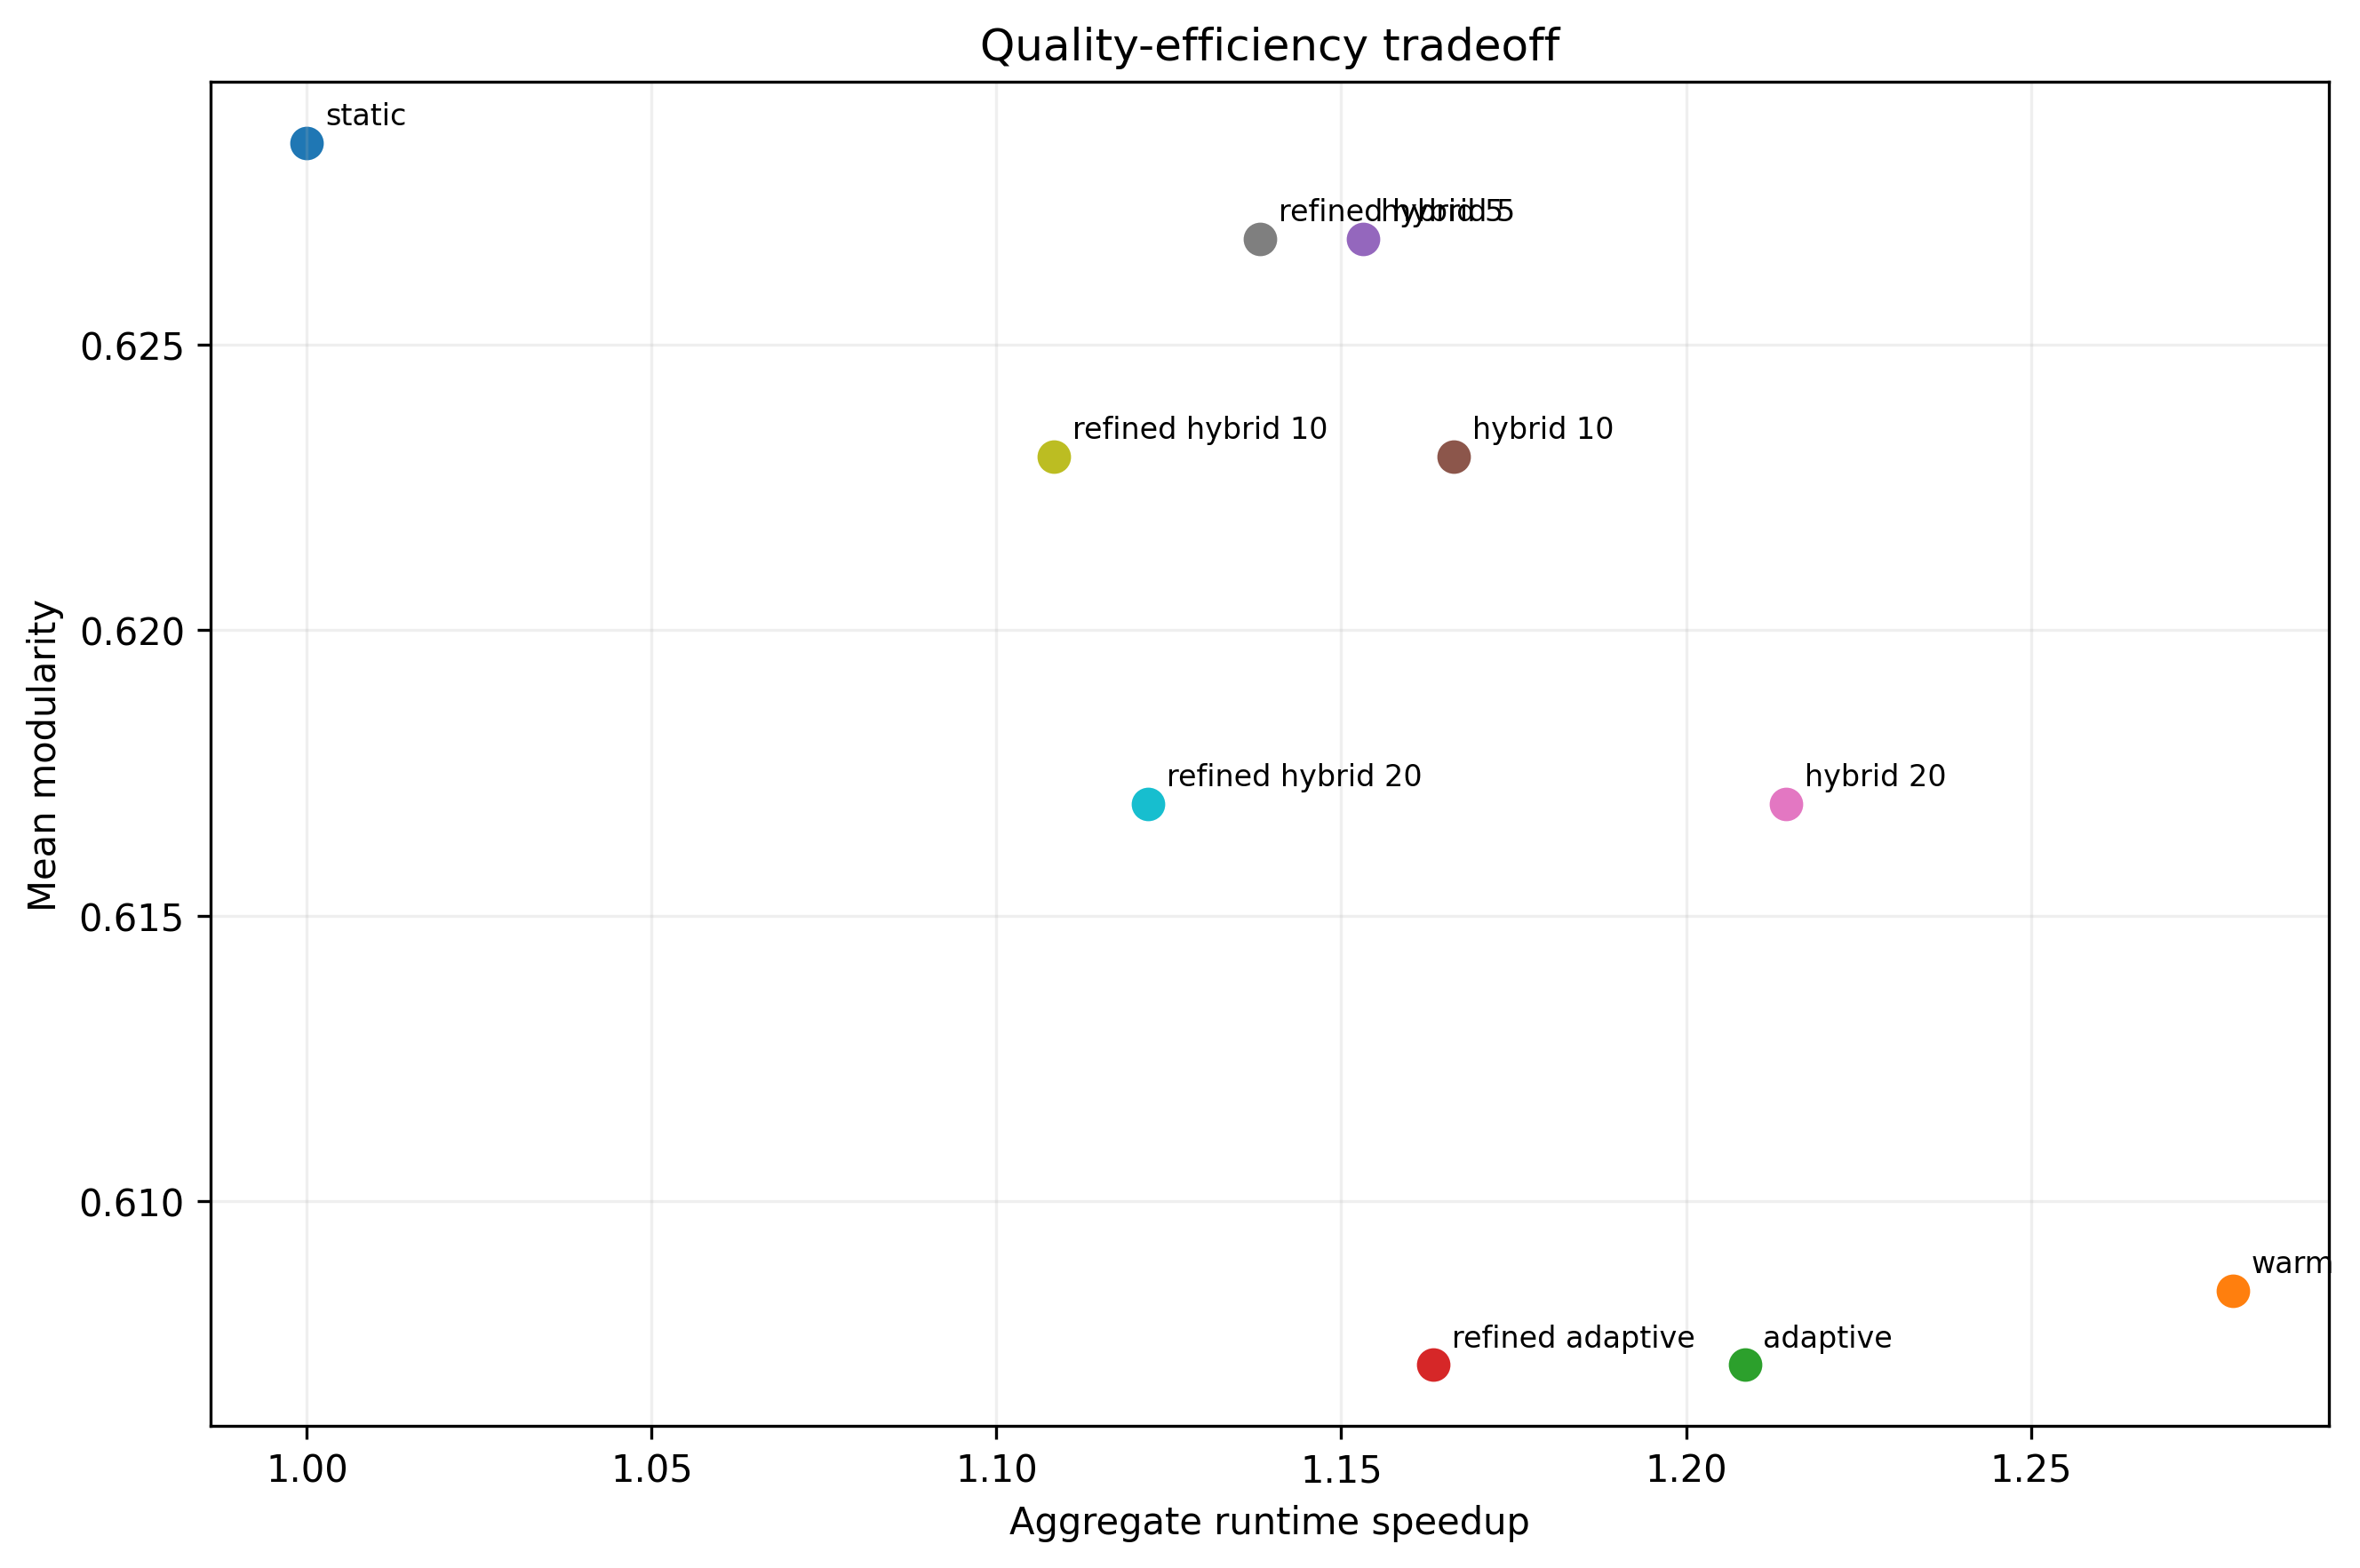 Quality-efficiency tradeoff
static
refined hybrid 5
hybrid 5
0.625
refined hybrid 10
hybrid 10
0.620
Mean modularity
refined hybrid 20
hybrid 20
0.615
0.610
warm
refined adaptive
adaptive
1.00
1.05
1.10
1.15
1.20
1.25
Aggregate runtime speedup